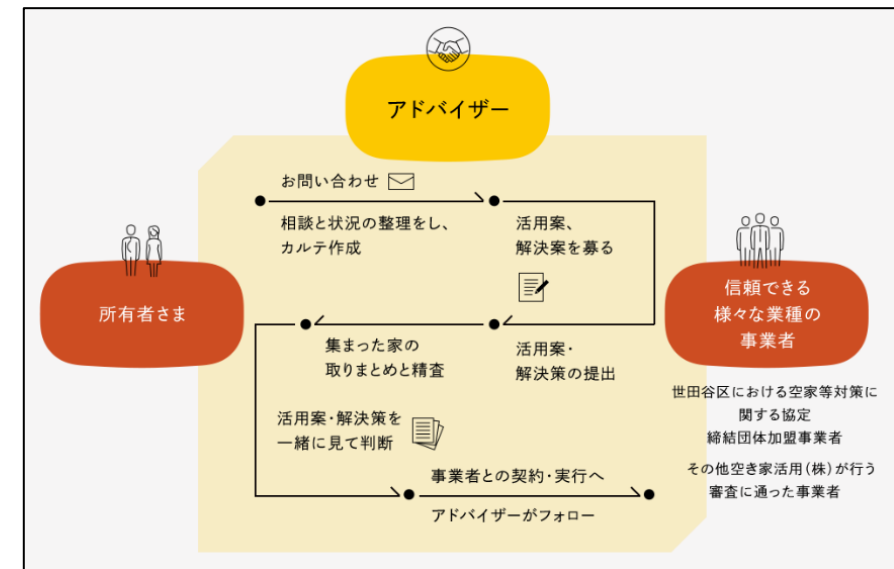 アドバイザー
お問い合わせ
相談と状況の整理をし、
カルテ作成
活用案、
解決案を募る
所有者さま
信頼できる
様々な業種の
事業者
集まった家の
取りまとめと精査
活用案・
解決策の提出
世田谷区における空家等対策に
関する協定
締結団体加盟事業者
その他空き家活用(株)が行う
審査に通った事業者
活用案・解決策を
一緒に見て判断
事業者との契約・実行へ
アドバイザーがフォロー